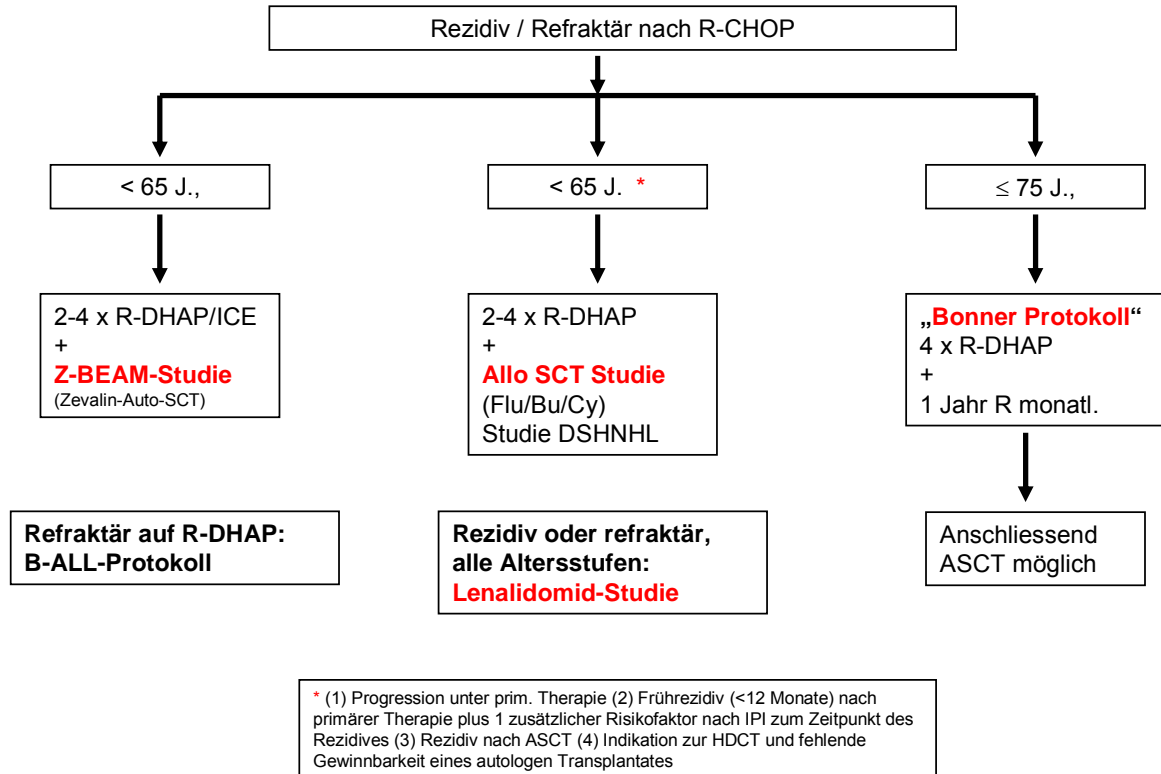 Rezidiv / Refraktär nach R-CHOP
< 65 J.,
< 65 J. *
≤ 75 J.,
2-4 x R-DHAP/ICE
+
Z-BEAM-Studie
(Zevalin-Auto-SCT)
2-4 x R-DHAP
+
Allo SCT Studie
(Flu/Bu/Cy)
Studie DSHNHL
„Bonner Protokoll“
4 x R-DHAP
+
1 Jahr R monatl.
Refraktär auf R-DHAP:
B-ALL-Protokoll
Rezidiv oder refraktär,
alle Altersstufen:
Lenalidomid-Studie
Anschliessend
ASCT möglich
* (1) Progression unter prim. Therapie (2) Frührezidiv (<12 Monate) nach
primärer Therapie plus 1 zusätzlicher Risikofaktor nach IPI zum Zeitpunkt des
Rezidives (3) Rezidiv nach ASCT (4) Indikation zur HDCT und fehlende
Gewinnbarkeit eines autologen Transplantates